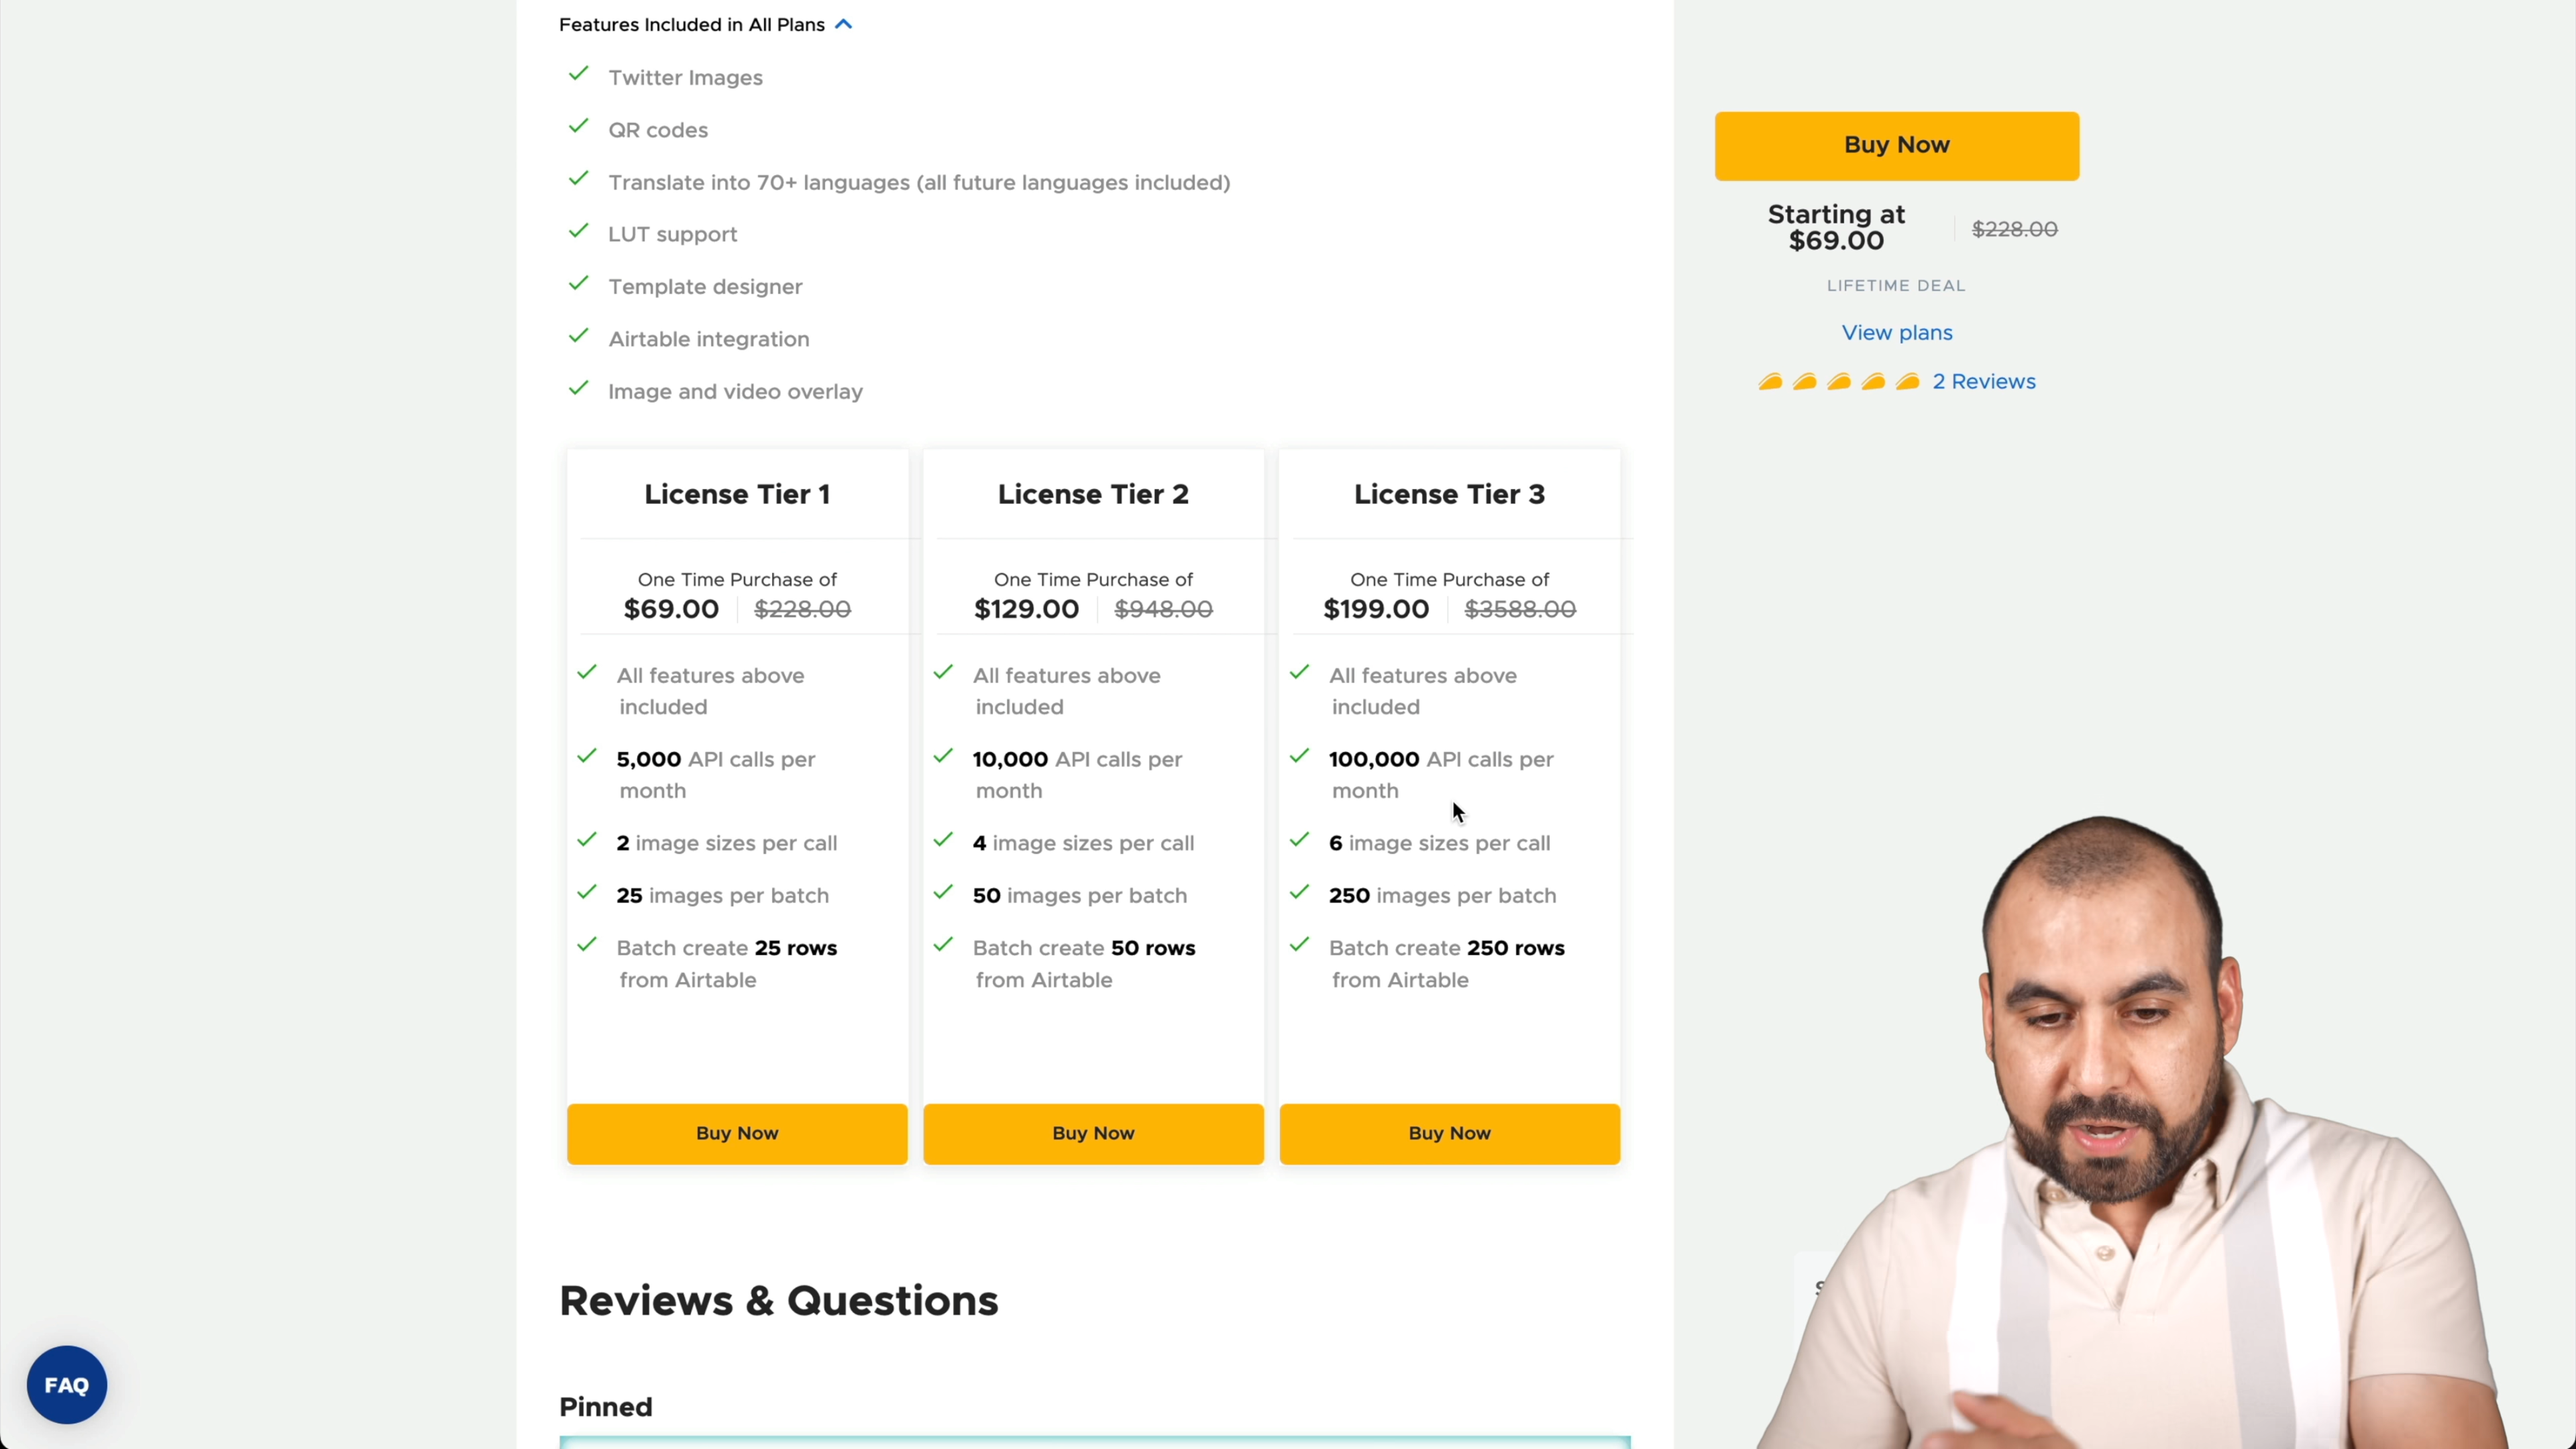 Features Included in All Plans
Twitter Images
QR codes
Translate into 70+ languages (all future languages included)
LUT support
Template designer
Airtable integration
Image and video overlay
License Tier 1
One Time Purchase of
$69.00 $228.00
All features above
included
5,000 API calls per
month
2 image sizes per call
25 images per batch
Batch create 25 rows
from Airtable
Buy Now
License Tier 2
One Time Purchase of
$129.00 $948.00
All features above
included
10,000 API calls per
month
4 image sizes per call
50 images per batch
Batch create 50 rows
from Airtable
Buy Now
License Tier 3
One Time Purchase of
$199.00 $3588.00
All features above
included
100,000 API calls per
month
6 image sizes per call
250 images per batch
Batch create 250 rows
from Airtable
Buy Now
Reviews & Questions
Pinned
Buy Now
Starting at
$69.00
$228.00
LIFETIME DEAL
View plans
2 Reviews
FAQ